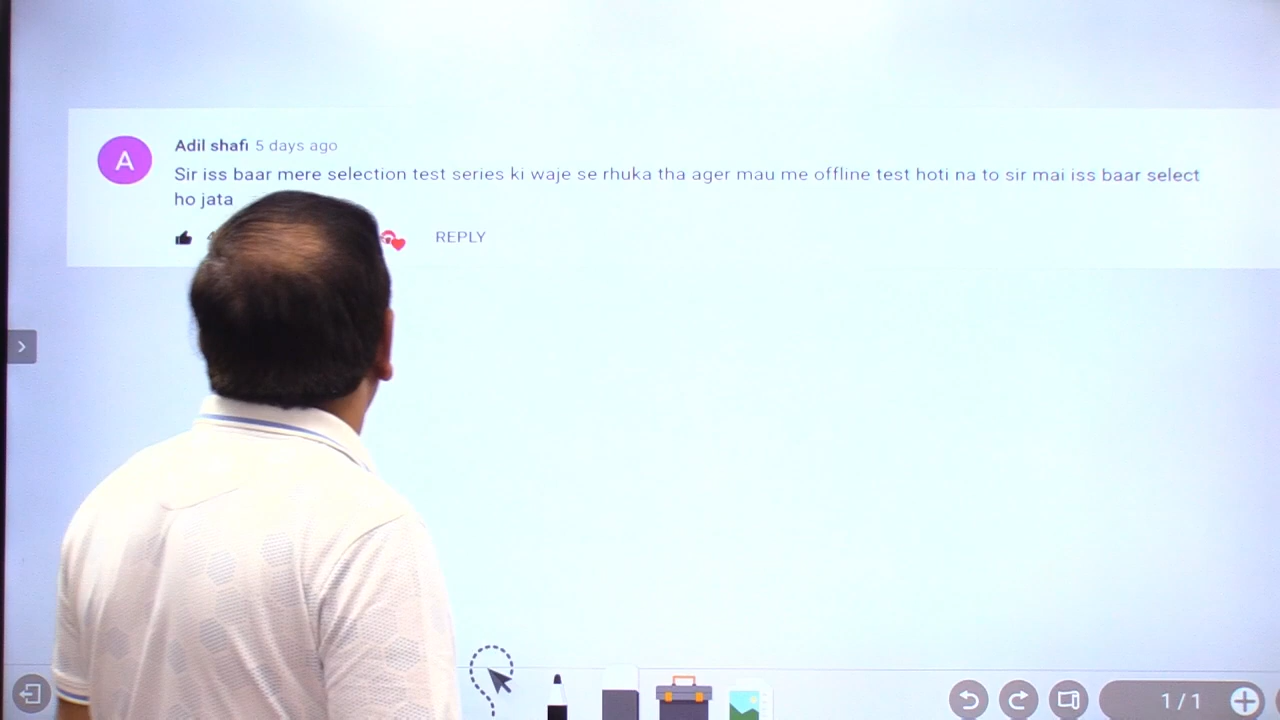 A
Adil shafi 5 days ago
Sir iss baar mere selection test series ki waje se rhuka tha ager mau me offline test hoti na to sir mai iss baar select
ho jata
REPLY
1/1